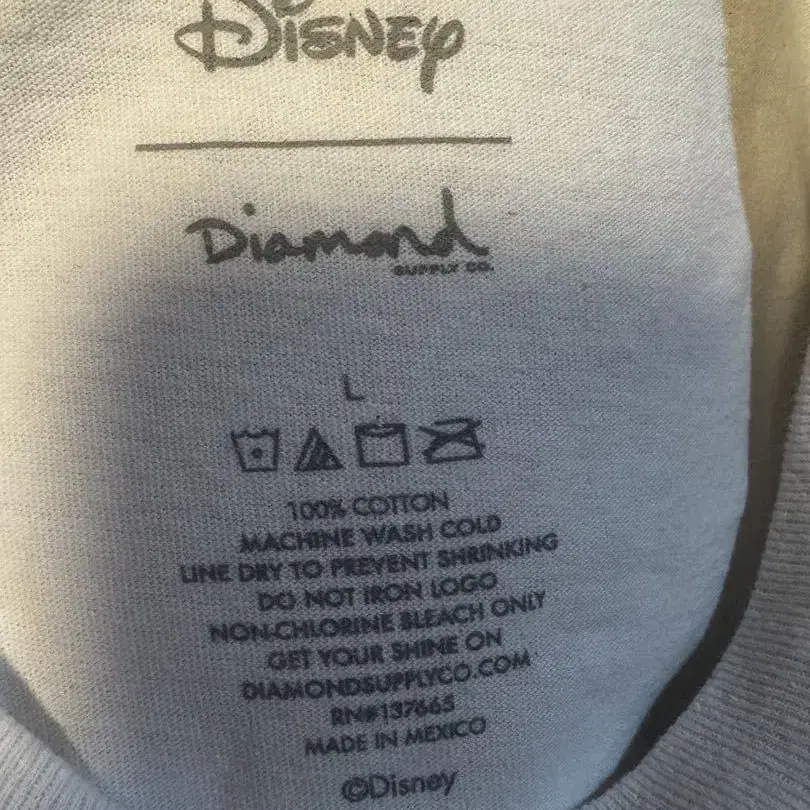 Disney
Diamond
SUPPLY CO.
L
100% COTTON
MACHINE WASH COLD
LINE DRY TO PREVENT SHRINKING
DO NOT IRON LOGO
NON-CHLORINE BLEACH ONLY
GET YOUR SHINE ON
DIAMONDSUPPLYCO.COM
RN#137665
MADE IN MEXICO
©Disney